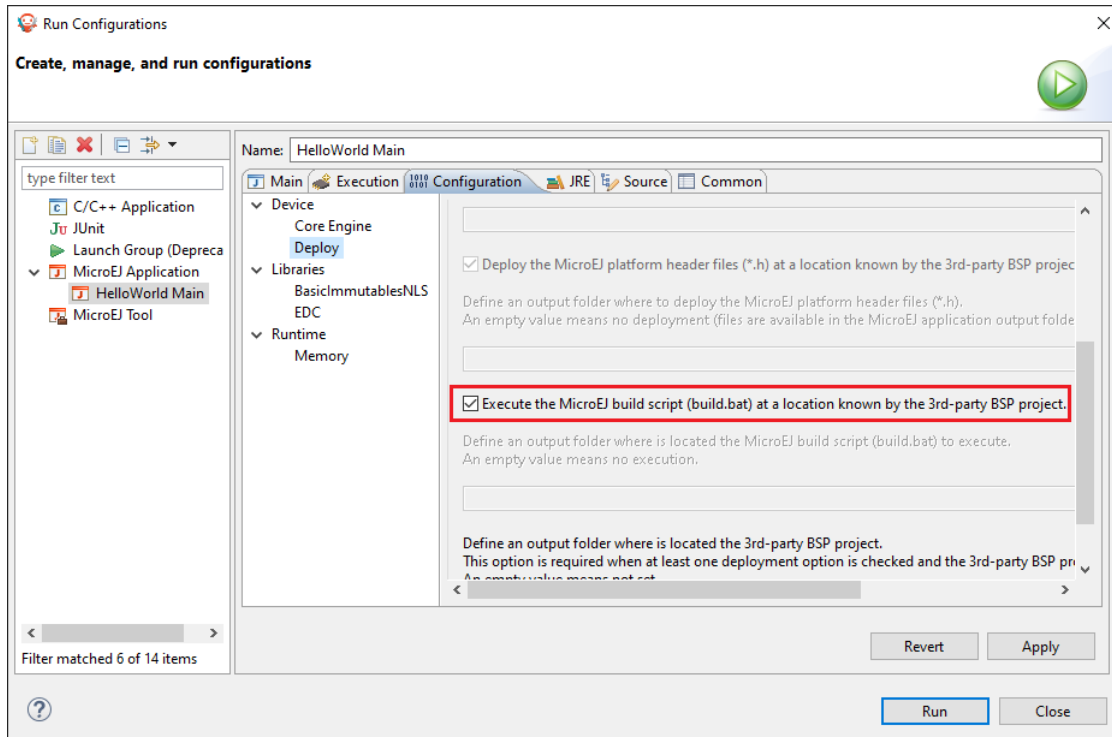 Run Configurations
Create, manage, and run configurations
type filter text
C/C++ Application
JUnit
Launch Group (Depreca
MicroEJ Application
HelloWorld Main
MicroEJ Tool
Filter matched 6 of 14 items
Name: HelloWorld Main
Main Execution Configuration JRE Source Common
Device
Core Engine
Deploy
Libraries
BasicImmutablesNLS
EDC
Runtime
Memory
Deploy the MicroEJ platform header files (*.h) at a location known by the 3rd-party BSP projec
Define an output folder where to deploy the MicroEJ platform header files (*.h).
An empty value means no deployment (files are available in the MicroEJ application output folde
Execute the MicroEJ build script (build.bat) at a location known by the 3rd-party BSP project.
Define an output folder where is located the MicroEJ build script (build.bat) to execute.
An empty value means no execution.
Define an output folder where is located the 3rd-party BSP project.
This option is required when at least one deployment option is checked and the 3rd-party BSP pro
An empty value means not set
Revert Apply
Run Close